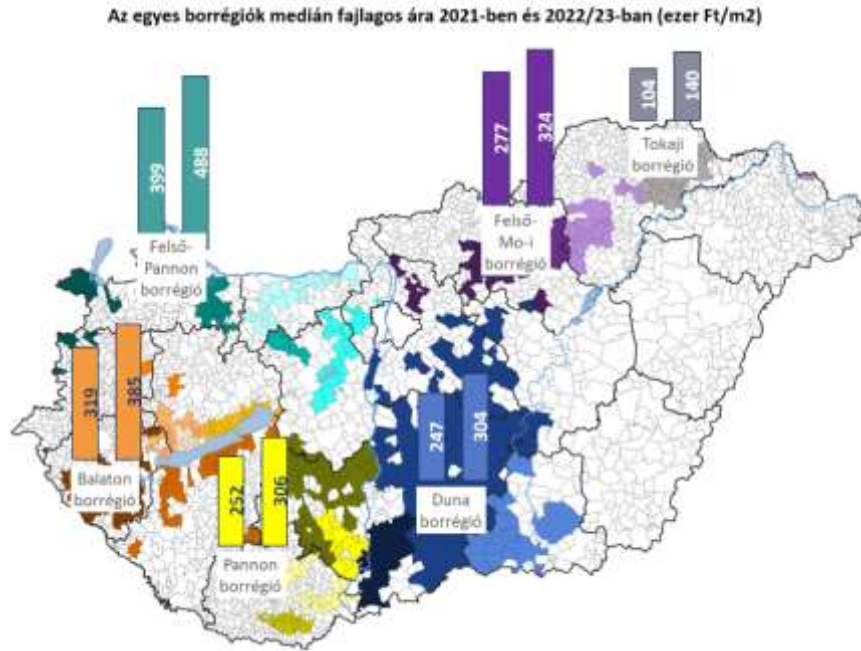 Az egyes borrégiók medián fajlagos ára 2021-ben és 2022/23-ban (ezer Ft/m2)
104
140
Tokaji
borrégió
277
324
Felső-
Mo-i
borrégió
399
488
Felső-
Pannon
borrégió
319
385
Balaton
borrégió
252
306
Pannon
borrégió
247
304
Duna
borrégió